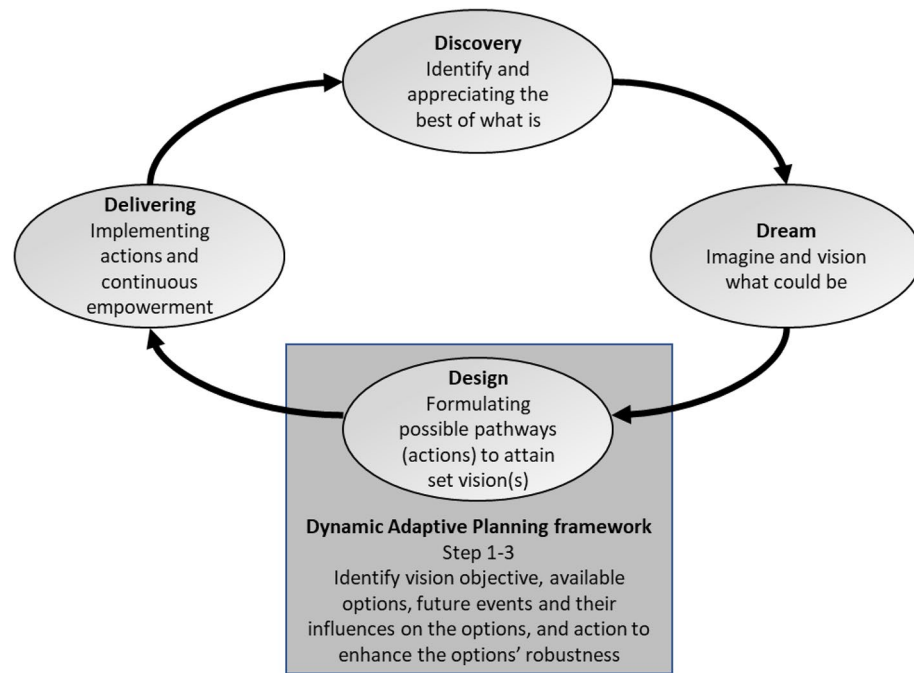 Discovery
Identify and
appreciating the
best of what is
Delivering
Implementing
actions and
continuous
empowerment
Dream
Imagine and vision
what could be
Design
Formulating
possible pathways
(actions) to attain
set vision(s)
Dynamic Adaptive Planning framework
Step 1-3
Identify vision objective, available
options, future events and their
influences on the options, and action to
enhance the options’ robustness